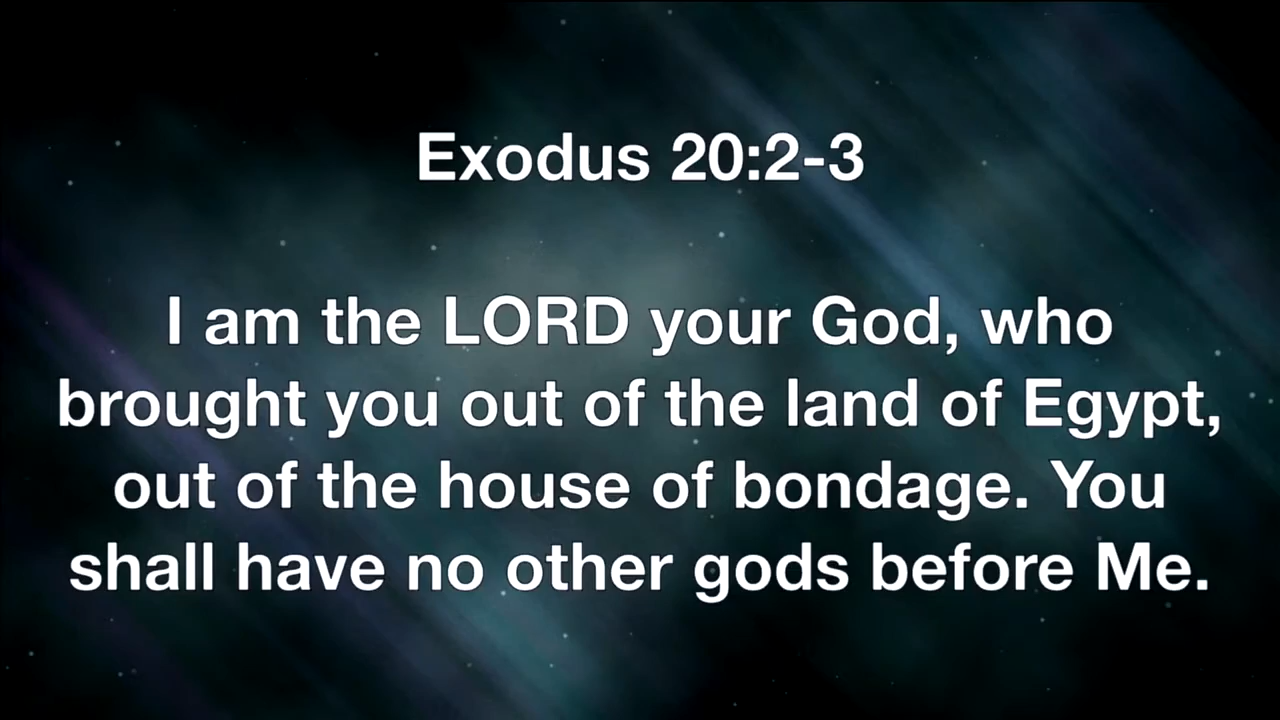 Exodus 20:2-3
I am the LORD your God, who
brought you out of the land of Egypt,
out of the house of bondage. You
shall have no other gods before Me.